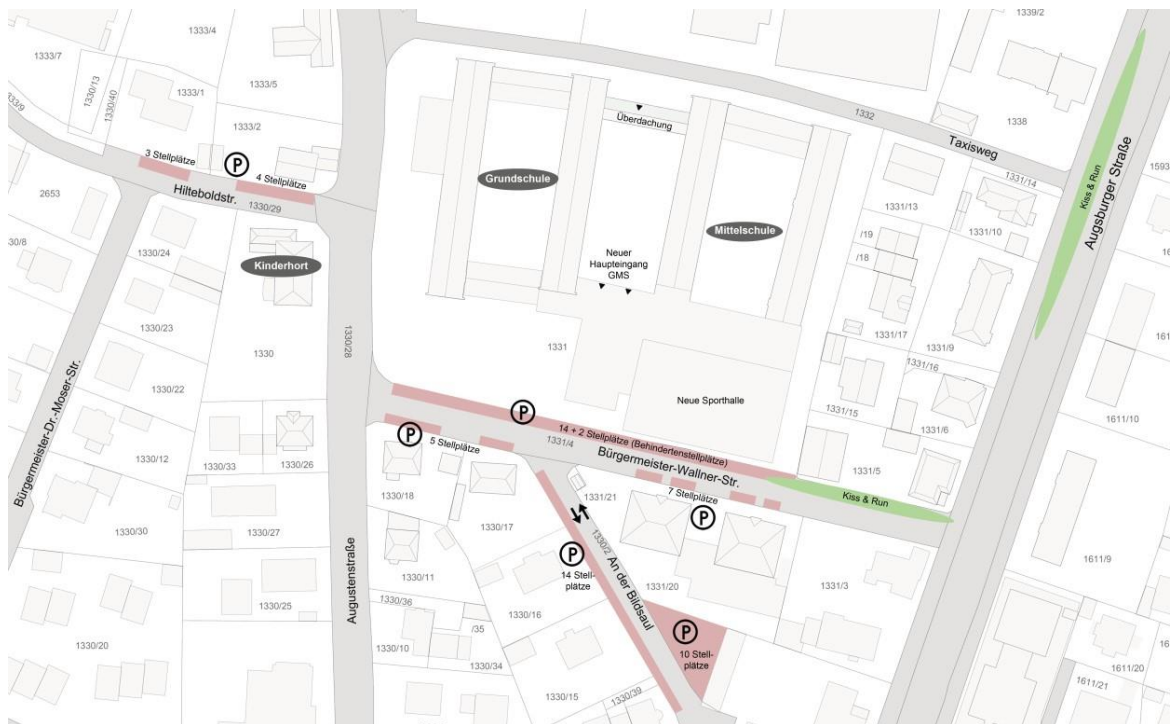 1333/4
1339/2
1333/7
1330/13
1330/40
1333/1
1333/5
1333/9
1333/2
1332
1338
Überdachung
Taxisweg
1593
3 Stellplätze
P
4 Stellplätze
Hilteboldstr.
1330/29
2653
Grundschule
Mittelschule
1331/14
1331/13
1331/10
Kiss & Run
Augsburger Straße
/19
/18
1330/24
Kinderhort
Neuer
Haupteingang
GMS
1330/23
1330
1330/28
1331
1331/17
1331/9
1331/16
1330/22
Neue Sporthalle
1331/15
1331/6
1611/10
Bürgermeister-Dr.-Moser-Str.
1330/12
1330/33
1330/26
P
14 + 2 Stellplätze (Behindertenstellplätze)
P
5 Stellplätze
1331/4
Bürgermeister-Wallner-Str.
1331/5
Kiss & Run
7 Stellplätze
P
1330/18
1330/17
1331/21
1330/30
1330/27
1330/2
An der Bildsaul
P
14 Stell-
plätze
1330/11
1331/20
1331/3
1611/9
Augustenstraße
1330/25
1330/36
/35
1330/16
P
10 Stell-
plätze
1330/20
1330/10
1330/34
1330/15
1330/39
1611/20
1611/21